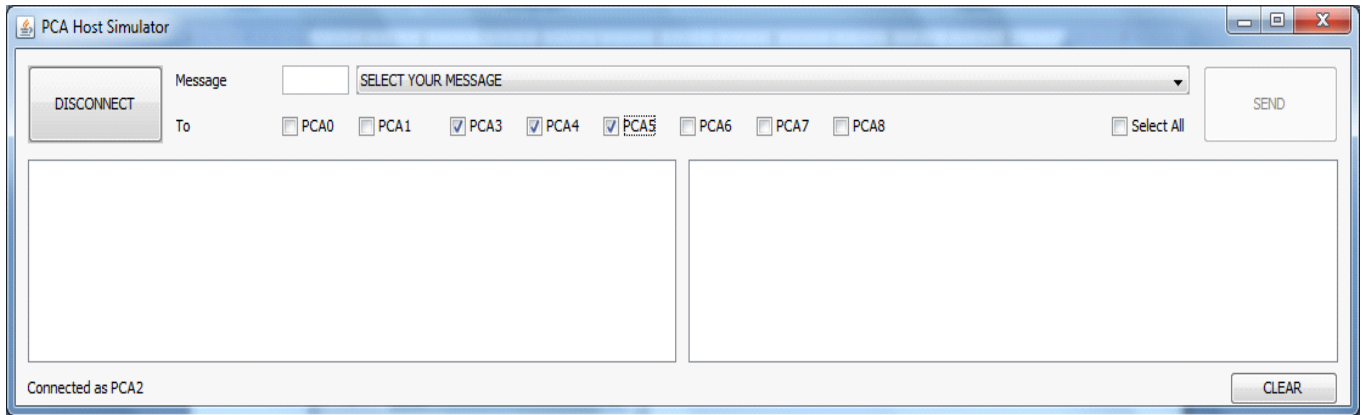 PCA Host Simulator
DISCONNECT
Message SELECT YOUR MESSAGE
SEND
To PCA0 PCA1 PCA3 PCA4 PCA5 PCA6 PCA7 PCA8 Select All
Connected as PCA2
CLEAR